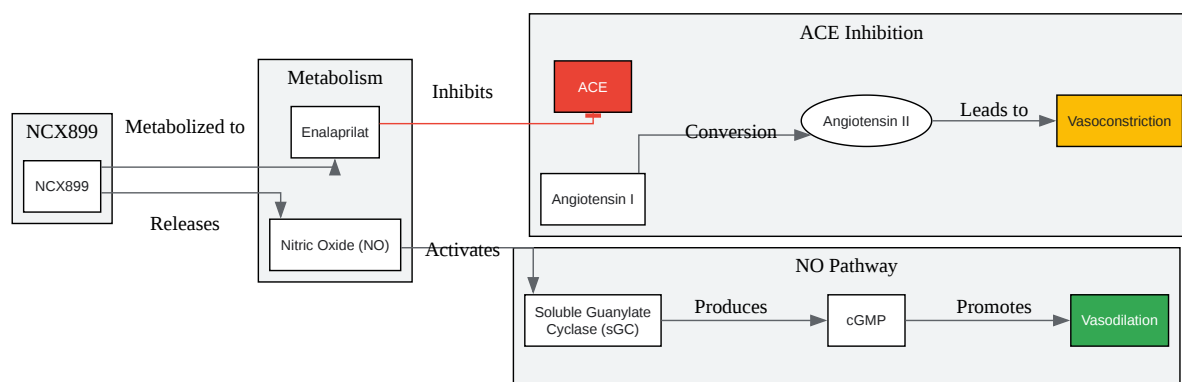 ACE Inhibition
Metabolism
Inhibits
ACE
NCX899
Metabolized to
Enalaprilat
Conversion
Angiotensin II
Leads to
Vasoconstriction
NCX899
Angiotensin I
Releases
Nitric Oxide (NO)
Activates
NO Pathway
Soluble Guanylate
Cyclase (sGC)
Produces
cGMP
Promotes
Vasodilation